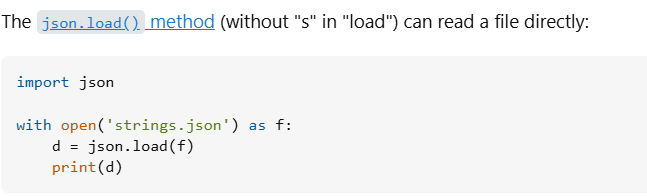 The json.load() method (without "s" in "load") can read a file directly:
import json
with open('strings.json') as f:
    d = json.load(f)
    print(d)